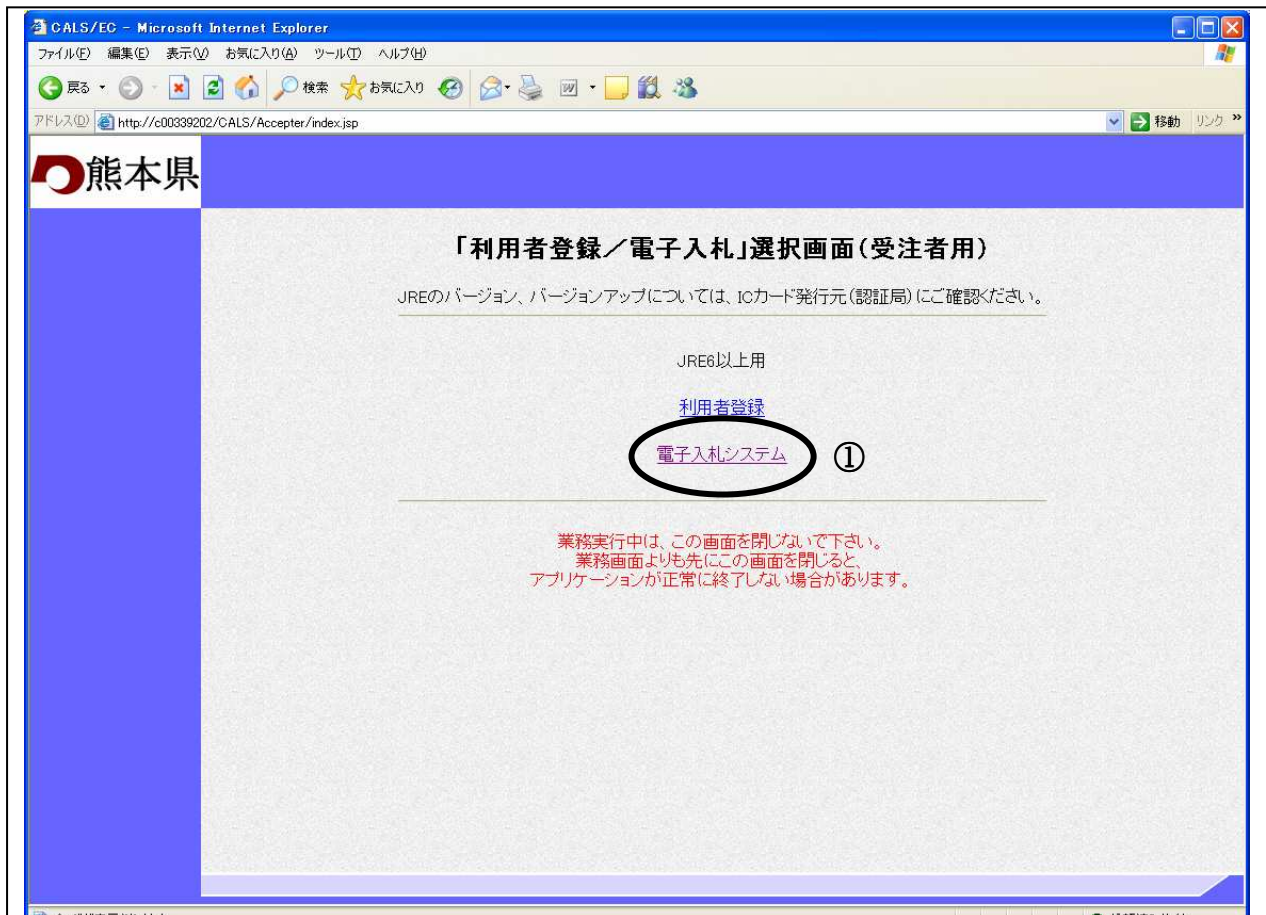 CALS/EC - Microsoft Internet Explorer
ファイル(F) 編集(E) 表示(V) お気に入り(A) ツール(T) ヘルプ(H)
戻る 検索 お気に入り
アドレス(D) http://c00339202/CALS/Accepter/index.jsp 移動 リンク »
熊本県
「利用者登録／電子入札」選択画面(受注者用)
JREのバージョン、バージョンアップについては、ICカード発行元(認証局)にご確認ください。
JRE6以上用
利用者登録
電子入札システム ①
業務実行中は、この画面を閉じないで下さい。
業務画面よりも先にこの画面を閉じると、
アプリケーションが正常に終了しない場合があります。